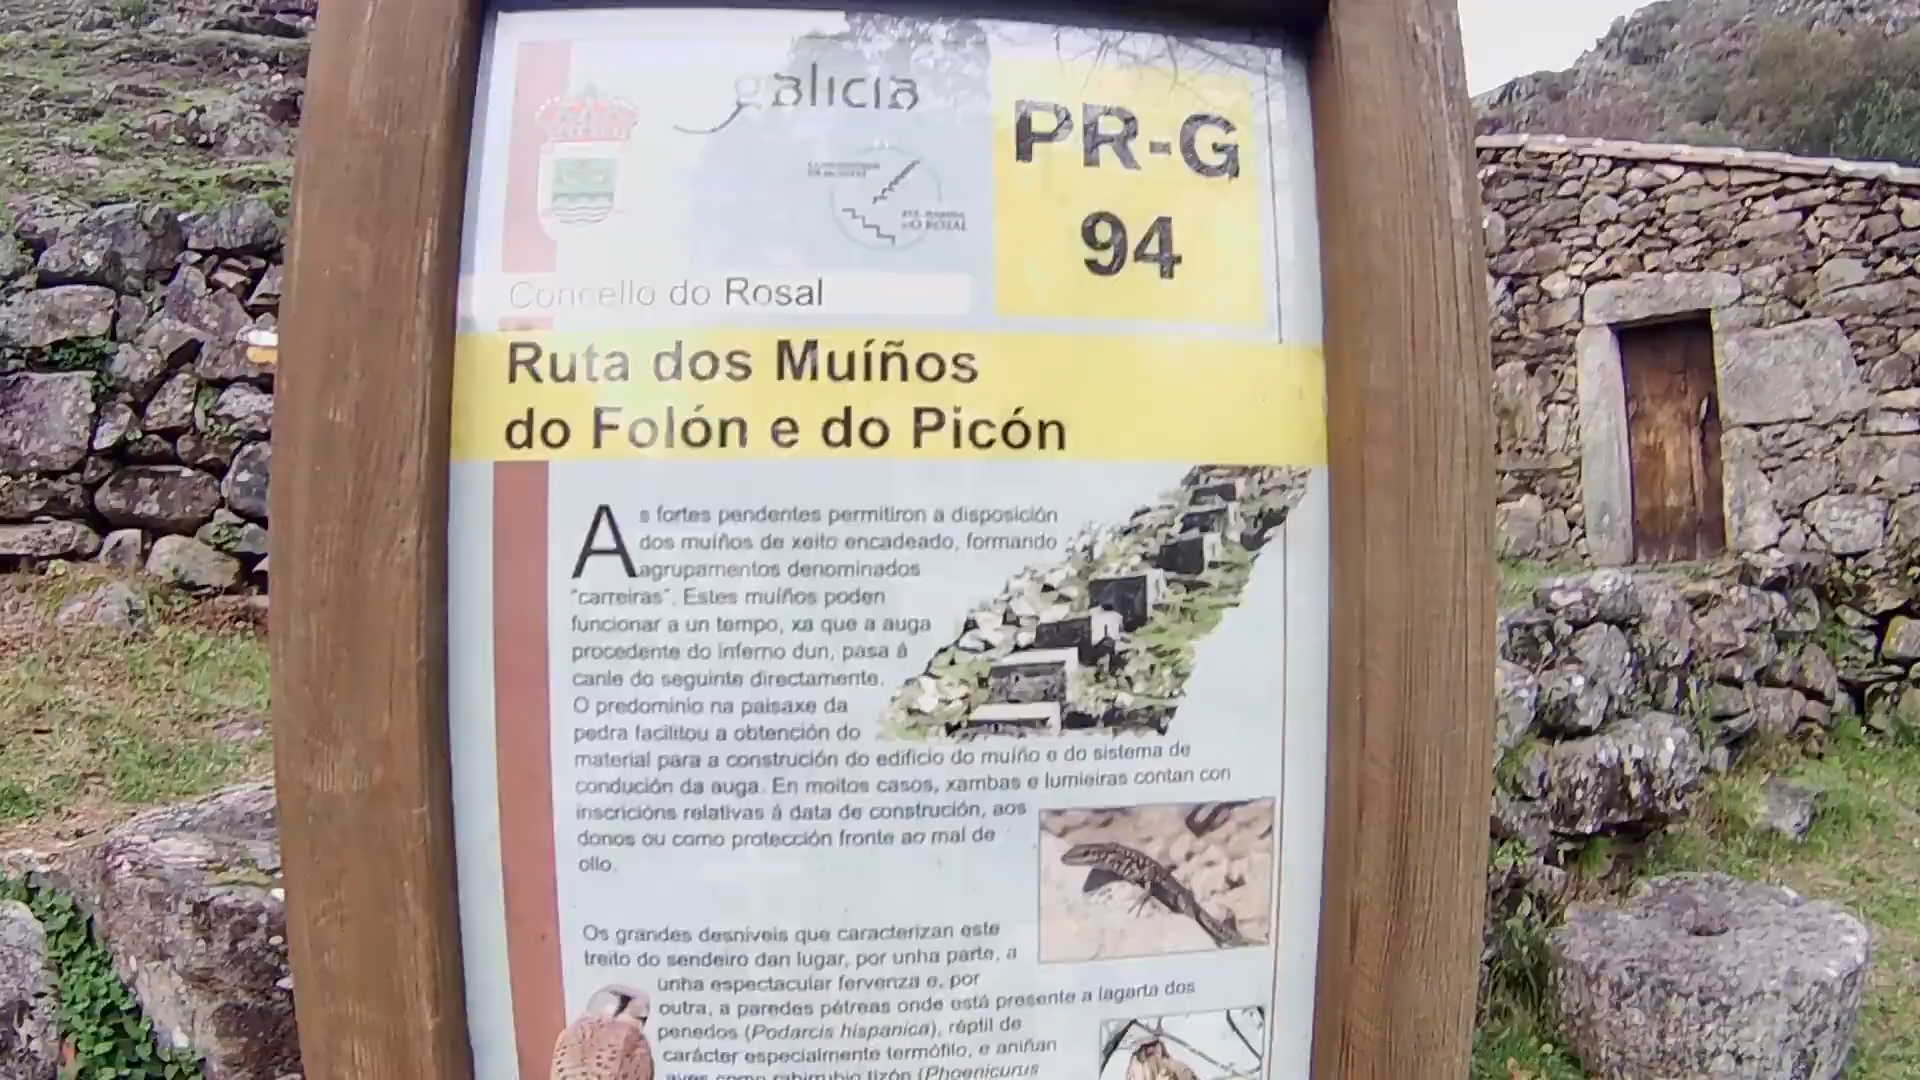 galicia
PR-G
94
O ROSAL
Concello do Rosal
Ruta dos Muíños
do Folón e do Picón
As fortes pendentes permitiron a disposición
dos muíños de xeito encadeado, formando
agrupamentos denominados
"carreiras". Estes muíños poden
funcionar a un tempo, xa que a auga
procedente do inferno dun, pasa á
canle do seguinte directamente.
O predominio na paisaxe da
pedra facilitou a obtención do
material para a construción do edificio do muíño e do sistema de
condución da auga. En moitos casos, xambas e lumieiras contan con
inscricións relativas á data de construción, aos
donos ou como protección fronte ao mal de
ollo.
Os grandes desniveis que caracterizan este
treito do sendeiro dan lugar, por unha parte, a
unha espectacular fervenza e, por
outra, a paredes pétreas onde está presente a lagarta dos
penedos (Podarcis hispanica), réptil de
carácter especialmente termófilo, e aniñan
aves como rabirrubio tizón (Phoenicurus